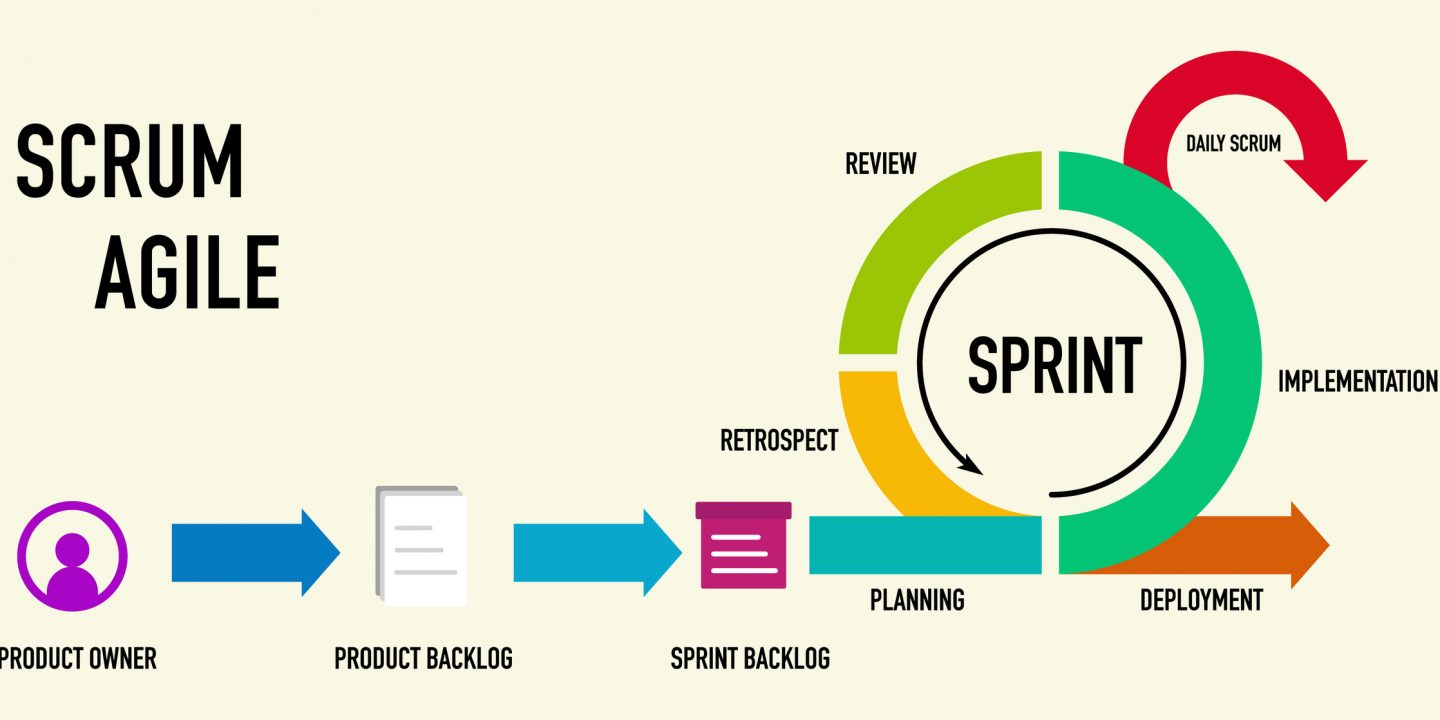 SCRUM
AGILE
REVIEW
DAILY SCRUM
SPRINT
IMPLEMENTATION
RETROSPECT
PLANNING
DEPLOYMENT
PRODUCT OWNER
PRODUCT BACKLOG
SPRINT BACKLOG